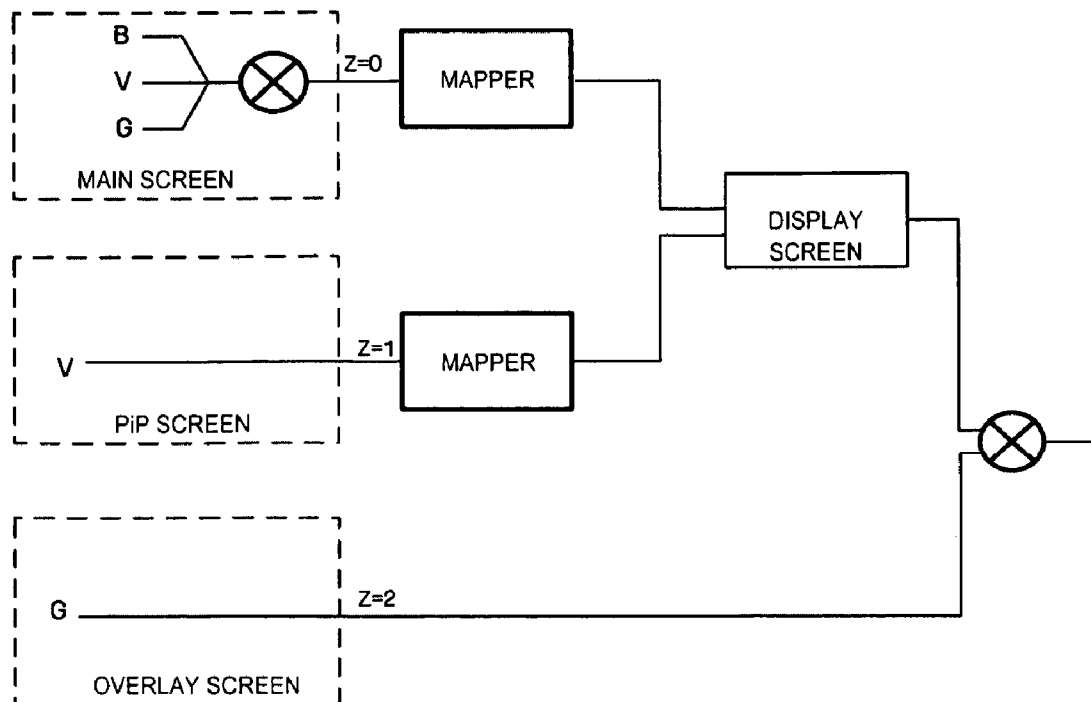 B
V
G
Z=0
MAPPER
MAIN SCREEN
DISPLAY
SCREEN
V
Z=1
MAPPER
PiP SCREEN
G
Z=2
OVERLAY SCREEN